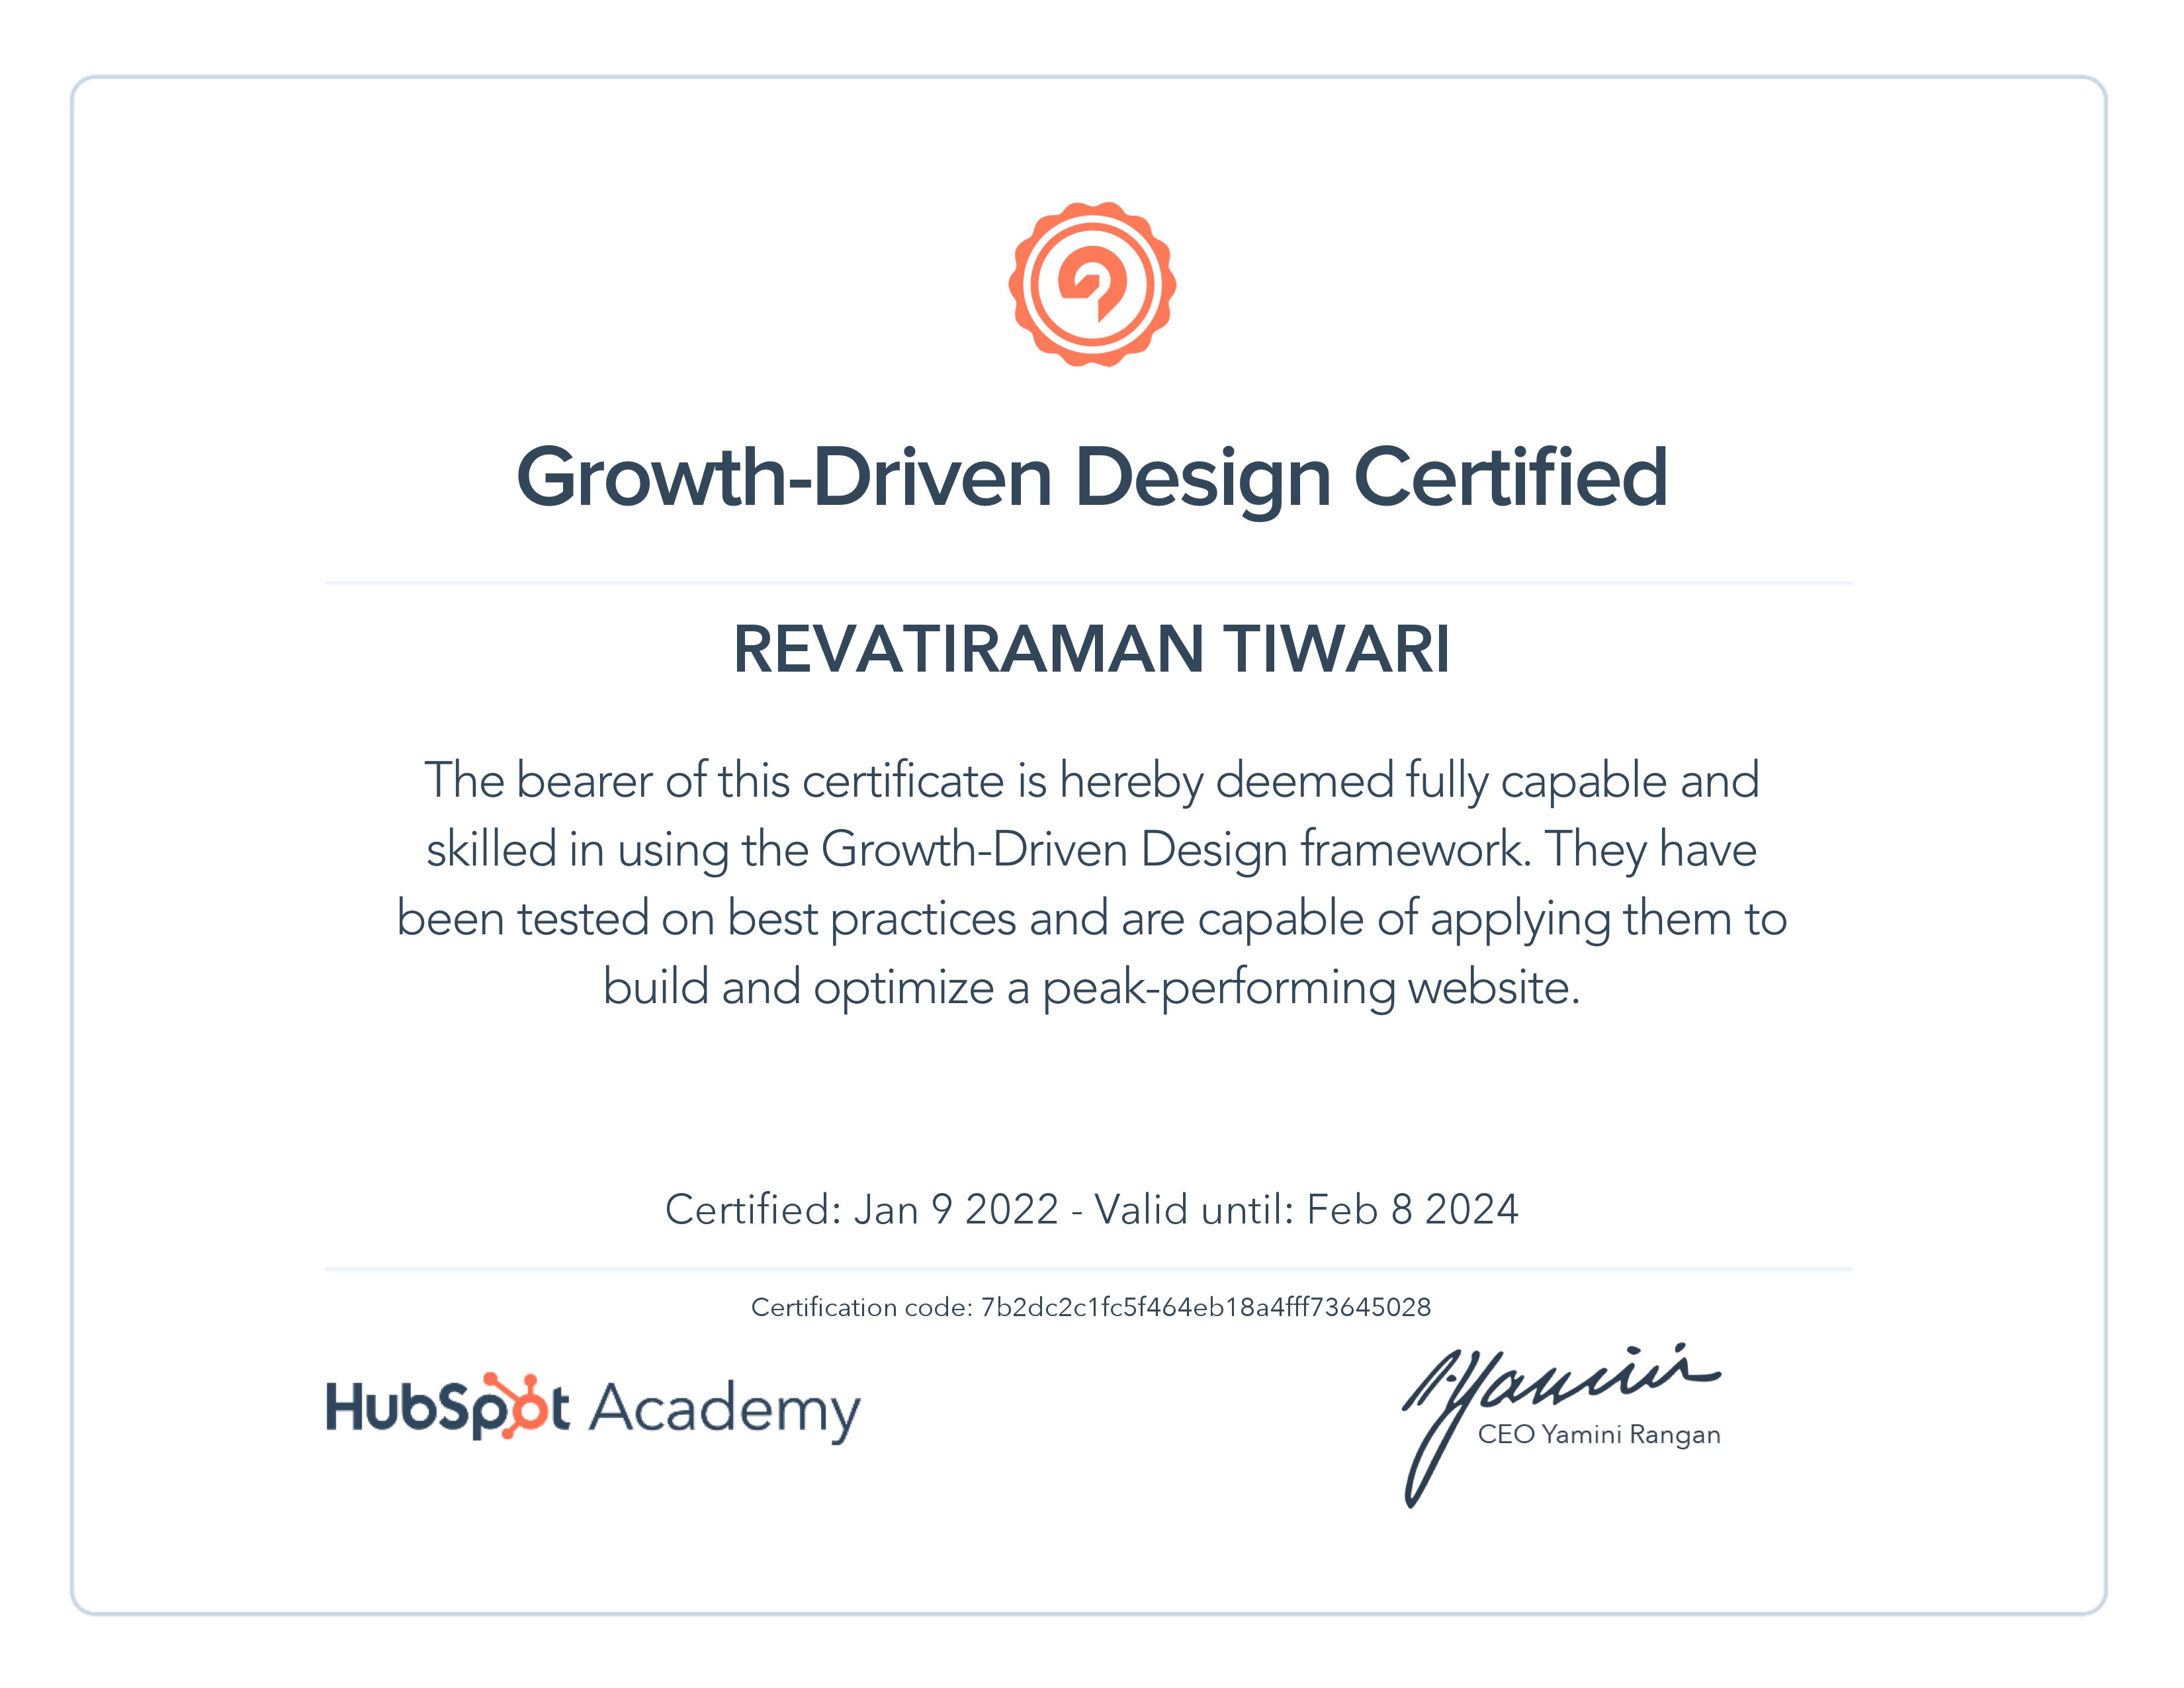 Growth-Driven Design Certified
REVATIRAMAN TIWARI
The bearer of this certificate is hereby deemed fully capable and
skilled in using the Growth-Driven Design framework. They have
been tested on best practices and are capable of applying them to
build and optimize a peak-performing website.
Certified: Jan 9 2022 - Valid until: Feb 8 2024
Certification code: 7b2dc2c1fc5f464eb18a4fff73645028
HubSpot Academy
Yamini
CEO Yamini Rangan